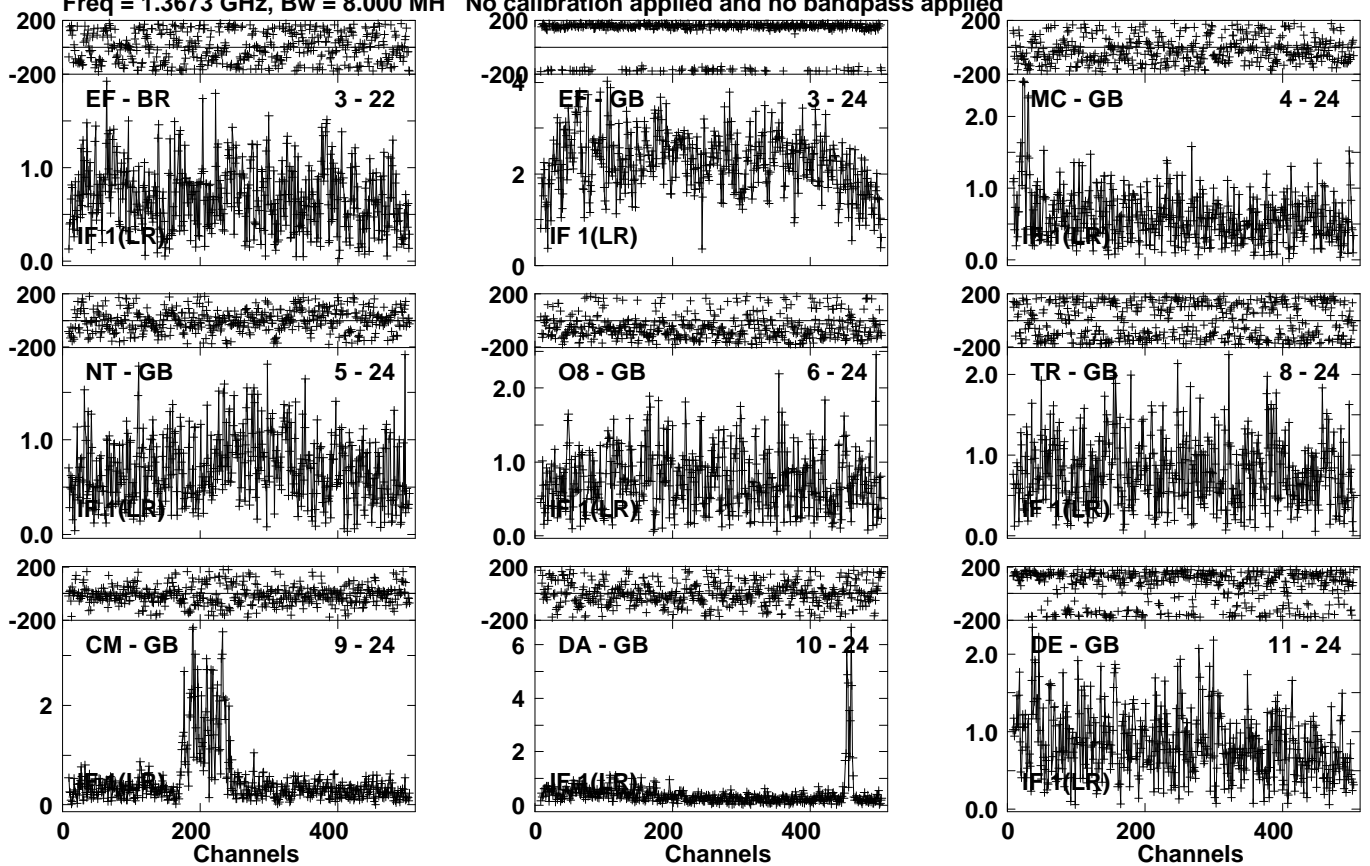 Freq = 1.3673 GHz, Bw = 8.000 MH No calibration applied and no bandpass applied
200
-200
EF - BR 3 - 22
1.0
IF 1(LR)
0.0
-200
4
EF - GB 3 - 24
2
IF 1(LR)
0
200
-200
MC - GB 4 - 24
2.0
1.0
IF 1(LR)
0.0
200
-200
NT - GB 5 - 24
1.0
IF 1(LR)
0.0
O8 - GB 6 - 24
2.0
1.0
IF 1(LR)
0.0
200
-200
TR - GB 8 - 24
2.0
1.0
IF 1(LR)
0.0
200
-200
CM - GB 9 - 24
2
IF 1(LR)
0
0 200 400
Channels
DA - GB 10 - 24
6
4
2
IF 1(LR)
0
0 200 400
Channels
200
-200
DE - GB 11 - 24
2.0
1.0
IF 1(LR)
0.0
0 200 400
Channels